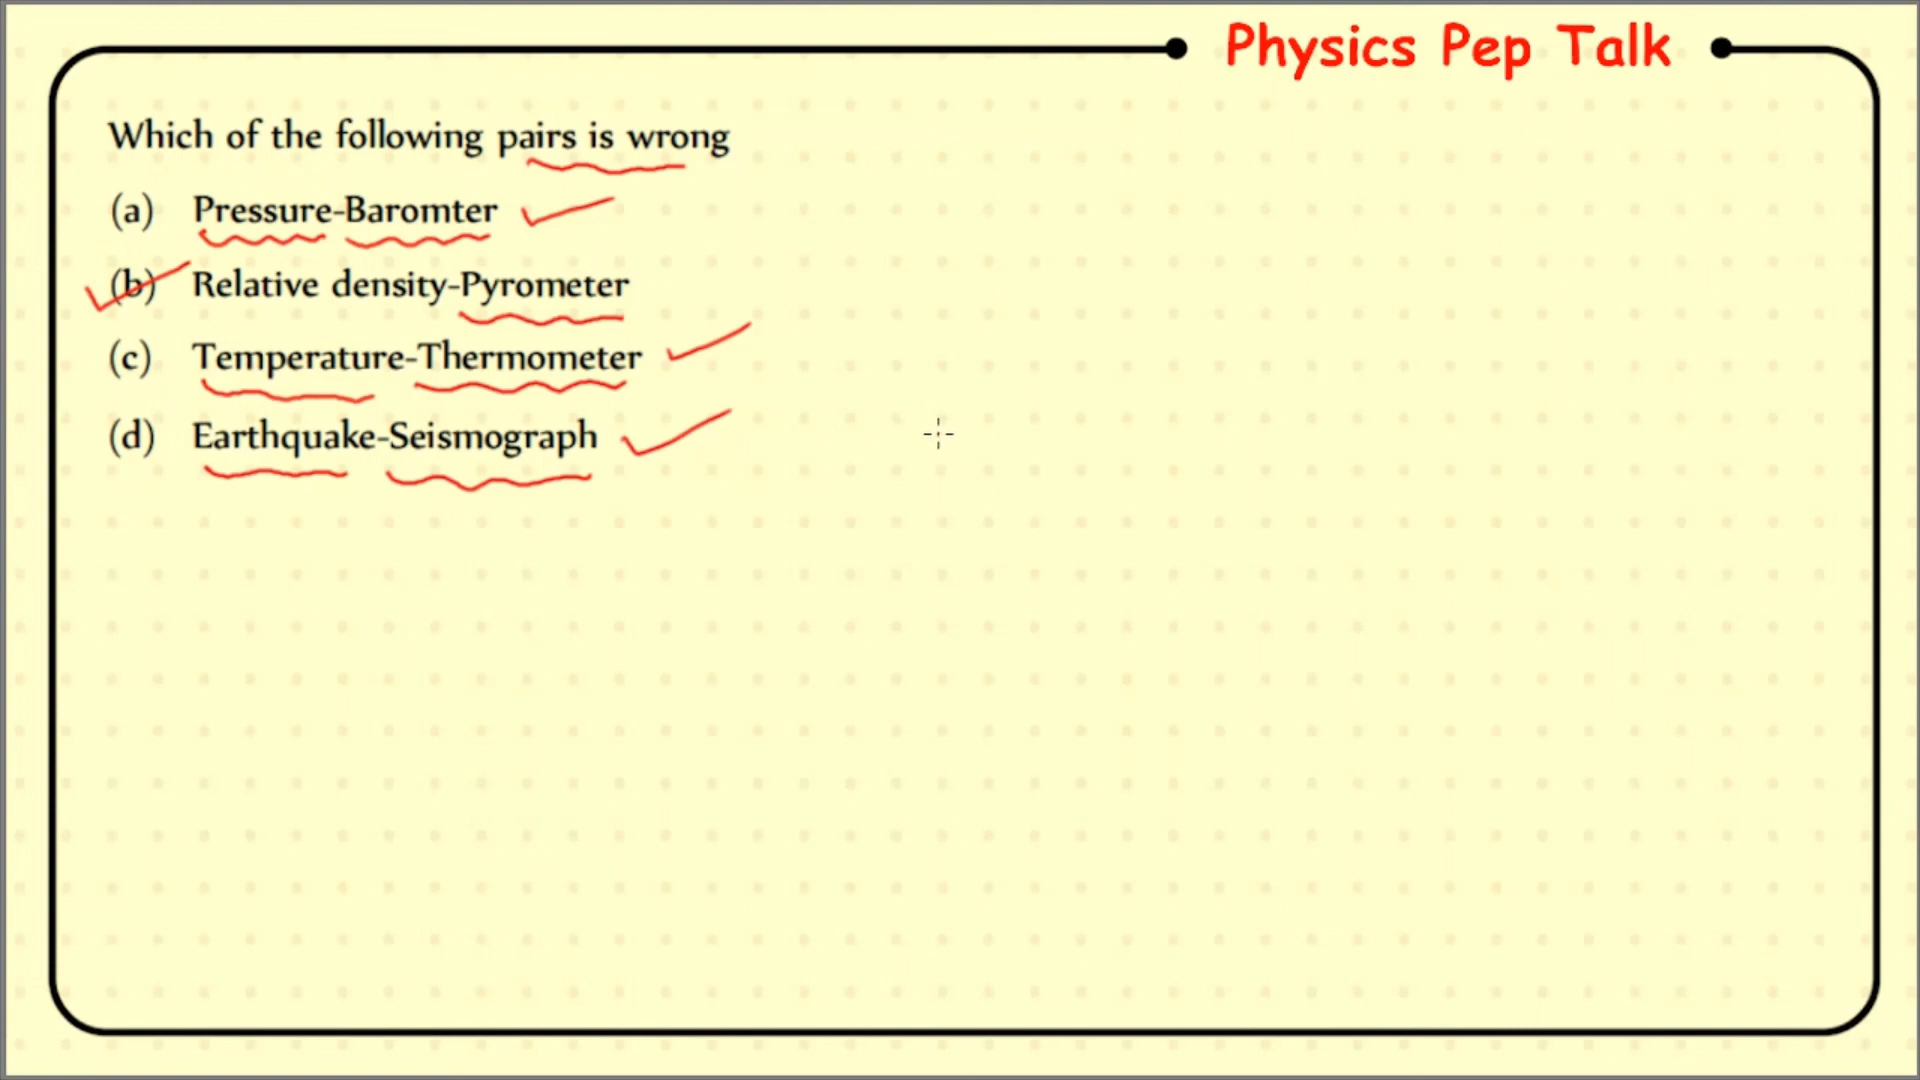 Physics Pep Talk
Which of the following pairs is wrong
(a) Pressure-Baromter
(b) Relative density-Pyrometer
(c) Temperature-Thermometer
(d) Earthquake-Seismograph